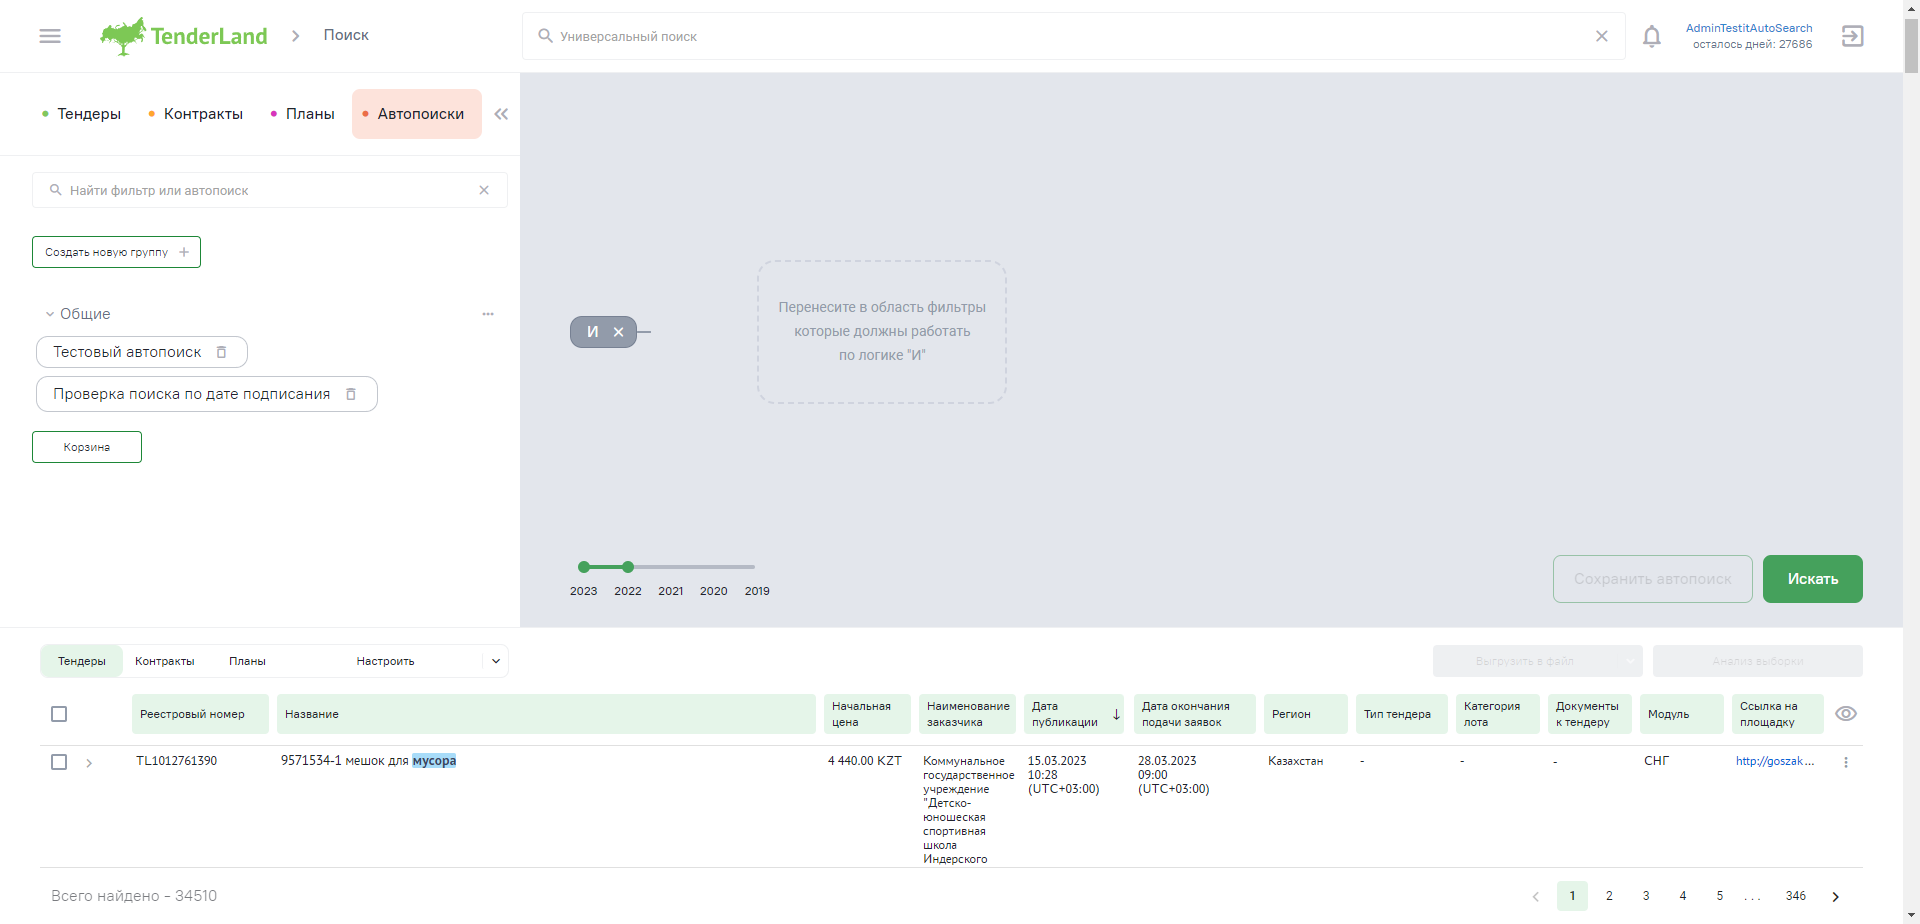 TenderLand
Поиск
Универсальный поиск
AdminTestitAutoSearch
осталось дней: 27686
Тендеры
Контракты
Планы
Автопоиски
Найти фильтр или автопоиск
Создать новую группу
Общие
Тестовый автопоиск
Проверка поиска по дате подписания
Корзина
И
Перенесите в область фильтры
которые должны работать
по логике "И"
2023 2022 2021 2020 2019
Сохранить автопоиск
Искать
Тендеры
Контракты
Планы
Настроить
Выгрузить в файл
Анализ выборки
Реестровый номер
Название
Начальная
цена
Наименование
заказчика
Дата
публикации
Дата окончания
подачи заявок
Регион
Тип тендера
Категория
лота
Документы
к тендеру
Модуль
Ссылка на
площадку
TL1012761390
9571534-1 мешок для мусора
4 440.00 KZT
Коммунальное
государственное
учреждение
"Детско-
юношеская
спортивная
школа
Индерского
15.03.2023
10:28
(UTC+03:00)
28.03.2023
09:00
(UTC+03:00)
Казахстан
-
-
-
СНГ
http://goszak...
Всего найдено - 34510
1 2 3 4 5 ... 346